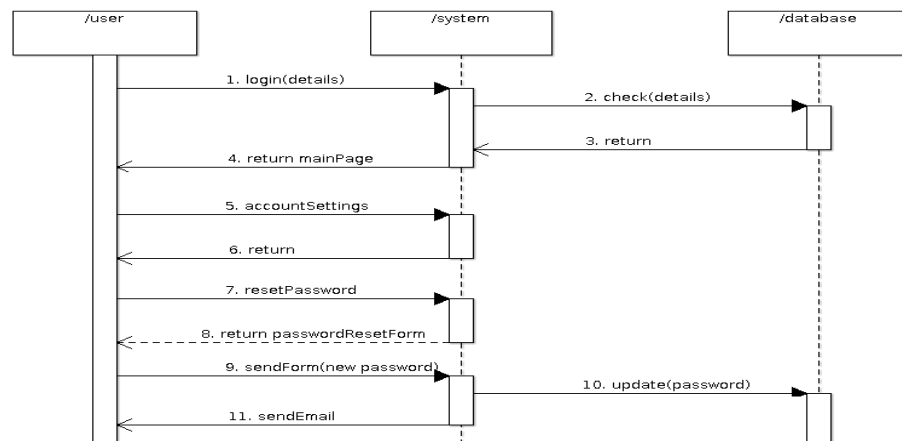 /user
/system
/database
1. login(details)
2. check(details)
3. return
4. return mainPage
5. accountSettings
6. return
7. resetPassword
8. return passwordResetForm
9. sendForm(new password)
10. update(password)
11. sendEmail